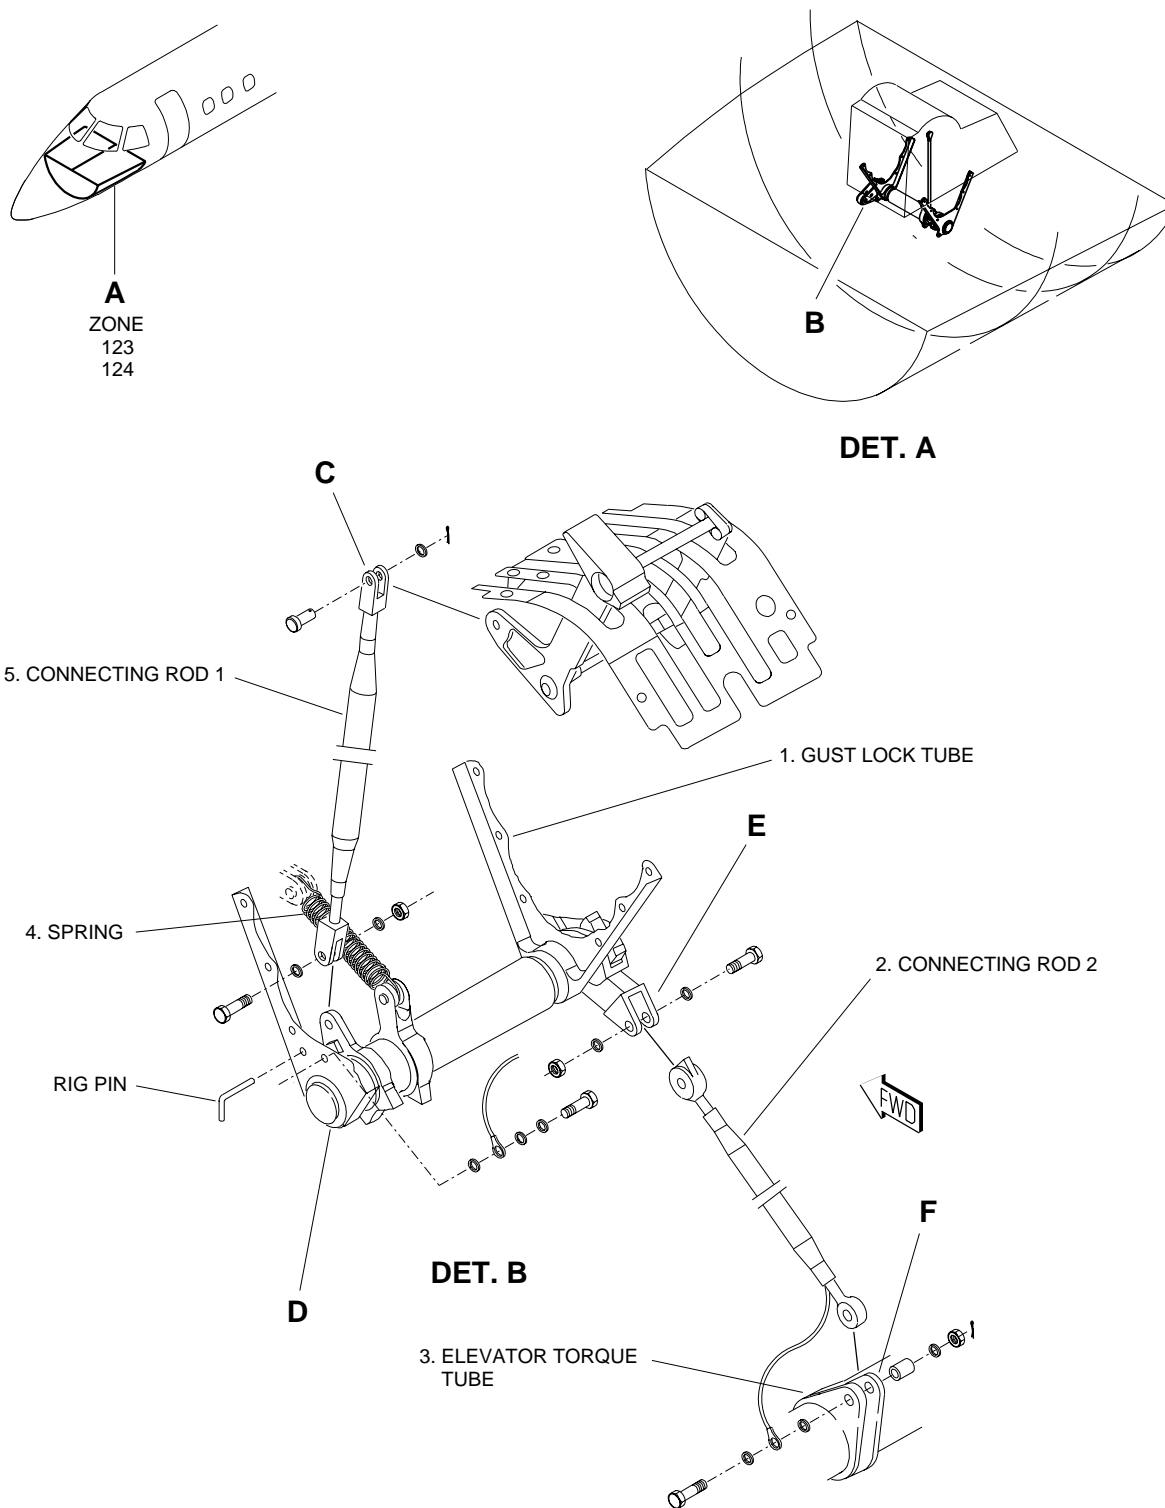 A
ZONE
123
124
B
DET. A
C
5. CONNECTING ROD 1
1. GUST LOCK TUBE
E
4. SPRING
2. CONNECTING ROD 2
RIG PIN
FWD
F
DET. B
D
3. ELEVATOR TORQUE
TUBE